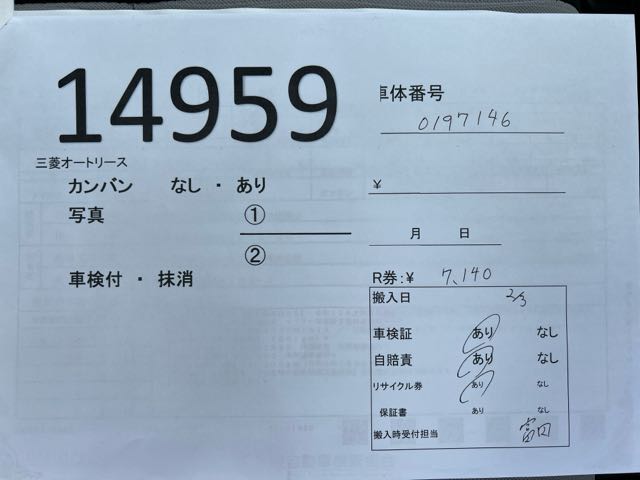 14959
三菱オートリース
カンバン なし ・ あり
写真 ①
②
車検付 ・ 抹消
車体番号
0197146
¥
月 日
R券:¥ 7,140
搬入日 2/3
車検証 あり なし
自賠責 あり なし
リサイクル券 あり なし
保証書 あり なし
搬入時受付担当 富田